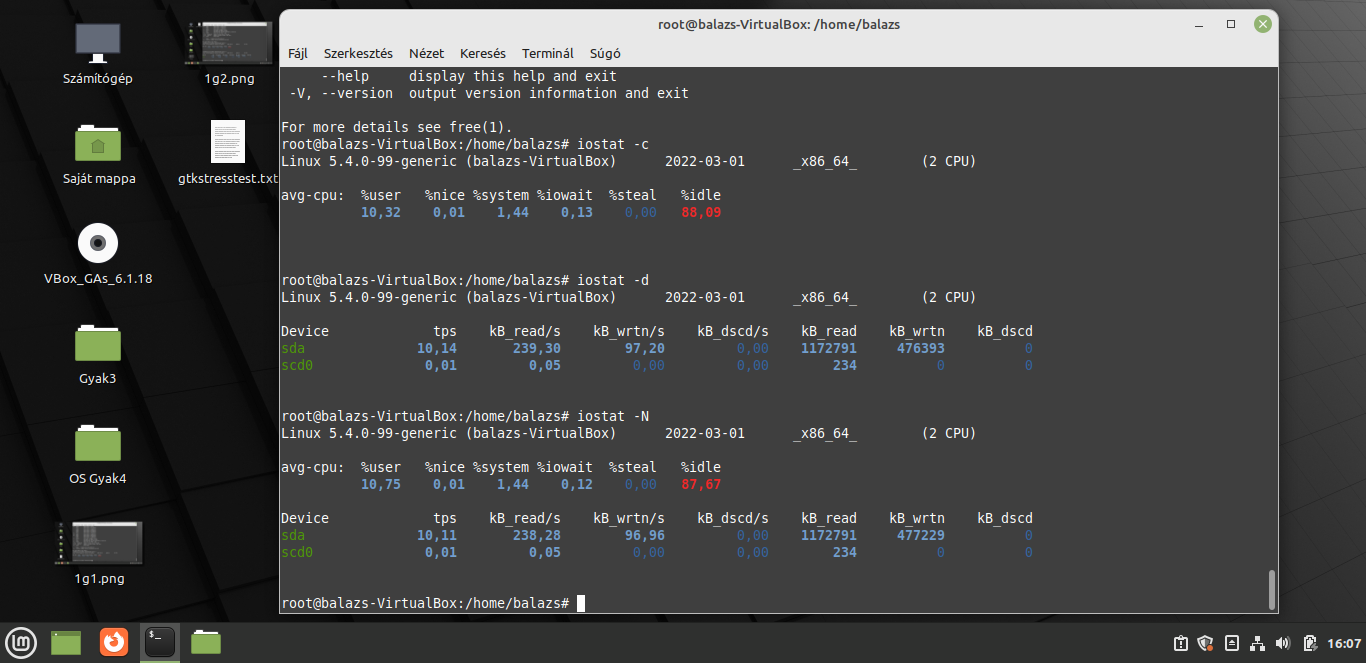 root@balazs-VirtualBox: /home/balazs
Fájl Szerkesztés Nézet Keresés Terminál Súgó
--help display this help and exit
-V, --version output version information and exit
For more details see free(1).
root@balazs-VirtualBox:/home/balazs# iostat -c
Linux 5.4.0-99-generic (balazs-VirtualBox) 2022-03-01 _x86_64_ (2 CPU)
avg-cpu: %user %nice %system %iowait %steal %idle
10,32 0,01 1,44 0,13 0,00 88,09
root@balazs-VirtualBox:/home/balazs# iostat -d
Linux 5.4.0-99-generic (balazs-VirtualBox) 2022-03-01 _x86_64_ (2 CPU)
Device tps kB_read/s kB_wrtn/s kB_dscd/s kB_read kB_wrtn kB_dscd
sda 10,14 239,30 97,20 0,00 1172791 476393 0
scd0 0,01 0,05 0,00 0,00 234 0 0
root@balazs-VirtualBox:/home/balazs# iostat -N
Linux 5.4.0-99-generic (balazs-VirtualBox) 2022-03-01 _x86_64_ (2 CPU)
avg-cpu: %user %nice %system %iowait %steal %idle
10,75 0,01 1,44 0,12 0,00 87,67
Device tps kB_read/s kB_wrtn/s kB_dscd/s kB_read kB_wrtn kB_dscd
sda 10,11 238,28 96,96 0,00 1172791 477229 0
scd0 0,01 0,05 0,00 0,00 234 0 0
root@balazs-VirtualBox:/home/balazs#
Számítógép
1g2.png
Saját mappa
gtkstresstest.txt
VBox_GAs_6.1.18
Gyak3
OS Gyak4
1g1.png
$_
16:07